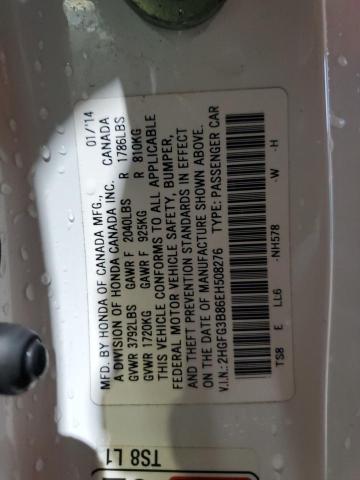 MFD. BY HONDA OF CANADA MFG., 01/'14
A DIVISION OF HONDA CANADA INC. CANADA
GVWR 3792LBS GAWR F 2040LBS R 1786LBS
GVWR 1720KG GAWR F 925KG R 810KG
THIS VEHICLE CONFORMS TO ALL APPLICABLE
FEDERAL MOTOR VEHICLE SAFETY, BUMPER,
AND THEFT PREVENTION STANDARDS IN EFFECT
ON THE DATE OF MANUFACTURE SHOWN ABOVE.
V.I.N.: 2HGFG3B86EH508276 TYPE: PASSENGER CAR
TS8 E LL6 -NH578 -W -H
TS8 L1